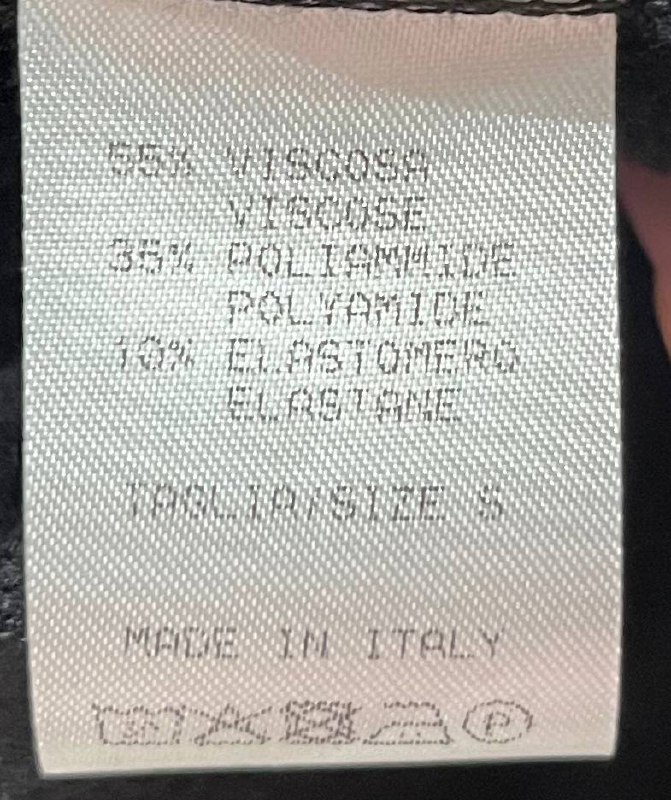 55% VISCOSA
VISCOSE
35% POLIAMMIDE
POLYAMIDE
10% ELASTOMERO
ELASTANE
TAGLIA/SIZE S
MADE IN ITALY
P